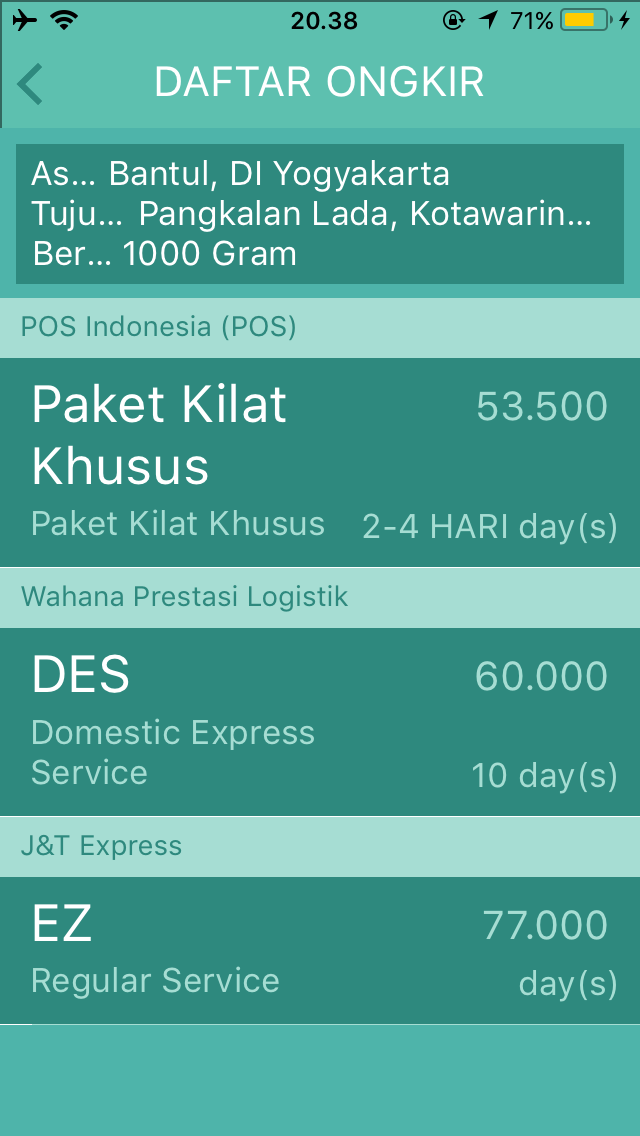 20.38
71%
DAFTAR ONGKIR
As... Bantul, DI Yogyakarta
Tuju... Pangkalan Lada, Kotawarin...
Ber... 1000 Gram
POS Indonesia (POS)
Paket Kilat Khusus 53.500
Paket Kilat Khusus 2-4 HARI day(s)
Wahana Prestasi Logistik
DES 60.000
Domestic Express
Service 10 day(s)
J&T Express
EZ 77.000
Regular Service day(s)